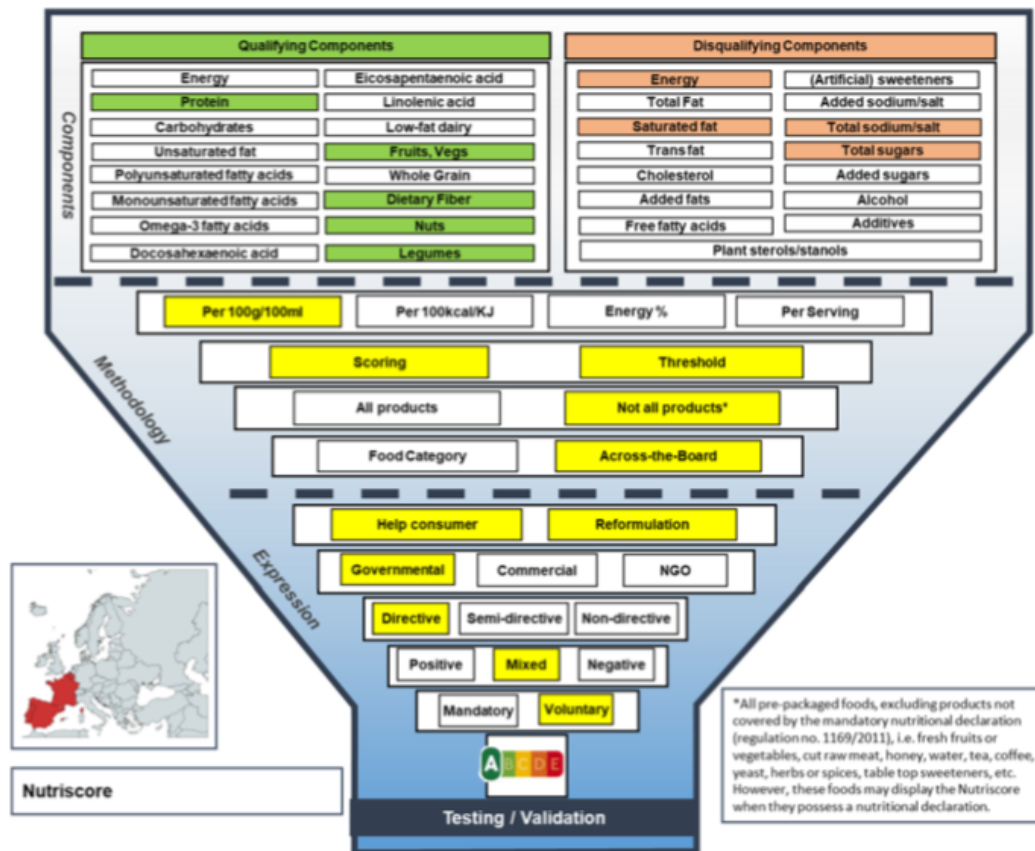 Qualifying Components
Disqualifying Components
Components
Energy
Eicosapentaenoic acid
Protein
Linolenic acid
Carbohydrates
Low-fat dairy
Unsaturated fat
Fruits, Vegs
Polyunsaturated fatty acids
Whole Grain
Monounsaturated fatty acids
Dietary Fiber
Omega-3 fatty acids
Nuts
Docosahexaenoic acid
Legumes
Energy
(Artificial) sweeteners
Total Fat
Added sodium/salt
Saturated fat
Total sodium/salt
Trans fat
Total sugars
Cholesterol
Added sugars
Added fats
Alcohol
Free fatty acids
Additives
Plant sterols/stanols
Methodology
Per 100g/100ml
Per 100kcal/KJ
Energy %
Per Serving
Scoring
Threshold
All products
Not all products*
Food Category
Across-the-Board
Expression
Help consumer
Reformulation
Governmental
Commercial
NGO
Directive
Semi-directive
Non-directive
Positive
Mixed
Negative
Mandatory
Voluntary
A B C D E
Testing / Validation
Nutriscore
*All pre-packaged foods, excluding products not
covered by the mandatory nutritional declaration
(regulation no. 1169/2011), i.e. fresh fruits or
vegetables, cut raw meat, honey, water, tea, coffee,
yeast, herbs or spices, table top sweeteners, etc.
However, these foods may display the Nutriscore
when they possess a nutritional declaration.